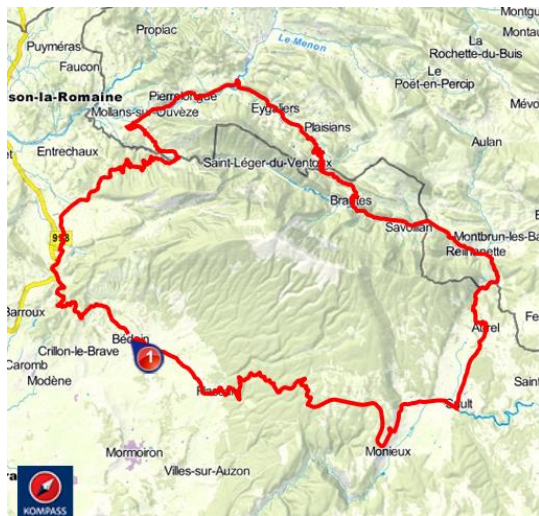 Montgu
Propiac
Puyméras
Le Menon
La
Rochette-du-Buis
Faucon
Le
Poët-en-Percip
son-la-Romaine
Pierrelongue
Mollans-sur-Ouvèze
Eygaliers
Mévo
Plaisians
Entrechaux
Aulan
Saint-Léger-du-Ventoux
Brantes
Savoillan
Montbrun-les-Ba
Reilhanette
Barroux
Aurel
Fe
Bédoin
1
Crillon-le-Brave
Caromb
Modène
Flassan
Sault
Saint
Mormoiron
Monieux
Villes-sur-Auzon
KOMPASS